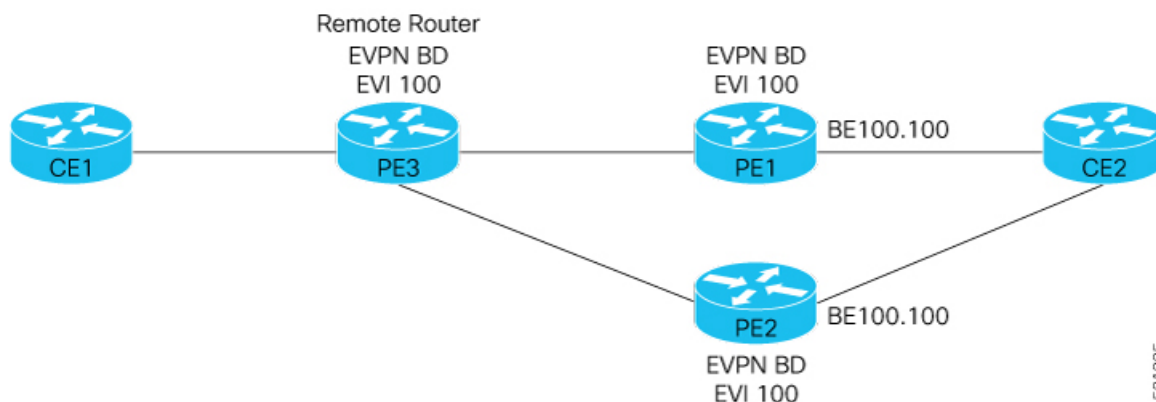 Remote Router
EVPN BD
EVI 100
EVPN BD
EVI 100
BE100.100
CE1
PE3
PE1
CE2
PE2
BE100.100
EVPN BD
EVI 100